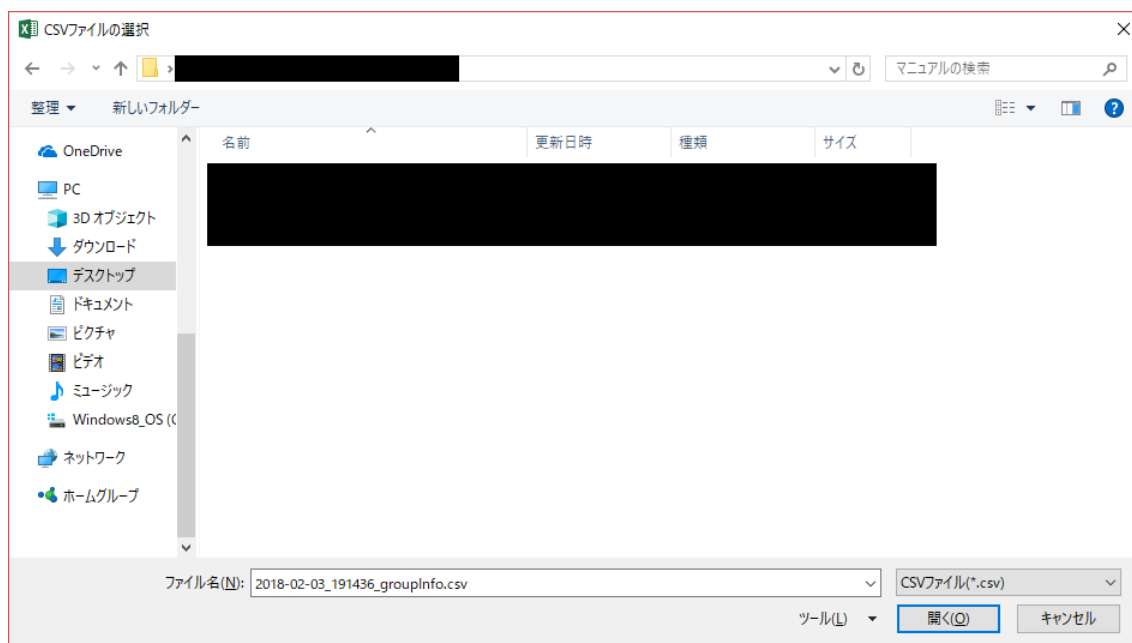 CSVファイルの選択
マニュアルの検索
整理 新しいフォルダー
名前 更新日時 種類 サイズ
OneDrive
PC
3D オブジェクト
ダウンロード
デスクトップ
ドキュメント
ピクチャ
ビデオ
ミュージック
Windows8_OS (C
ネットワーク
ホームグループ
ファイル名(N): 2018-02-03_191436_groupInfo.csv CSVファイル(*.csv)
ツール(L) 開く(O) キャンセル